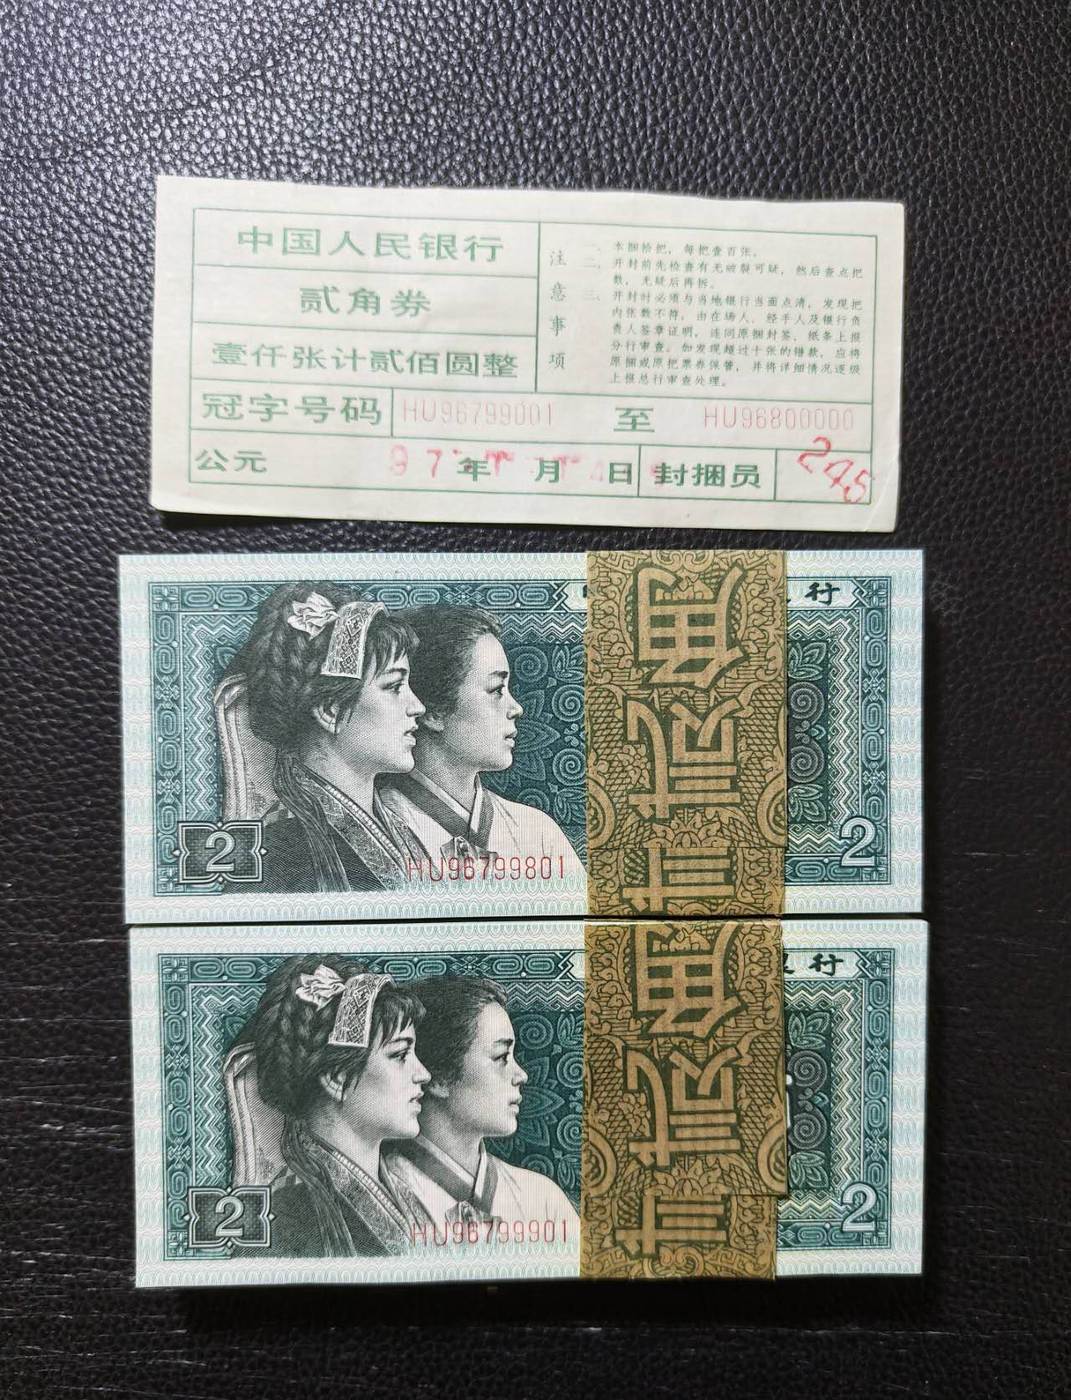 中国人民银行
贰角券
壹仟张计贰佰圆整
冠字号码 HU96799001 至 HU96800000
公元 97年 月 日 封捆员 248
注意事项
一、本捆拾把，每把壹百张。
二、开封前先检查有无破裂可疑，然后查点把
数，无疑后再拆。
三、开封时必须与当地银行当面点清，发现把
内张数不符，由在场人、经手人及银行负
责人签章证明，连同原捆封签，纸条上报
分行审查。如发现超过十张的错款，应将
原捆或原把票券保管，并将详细情况逐级
上报总行审查处理。
行
2
HU96799801
2
行
2
HU96799901
2